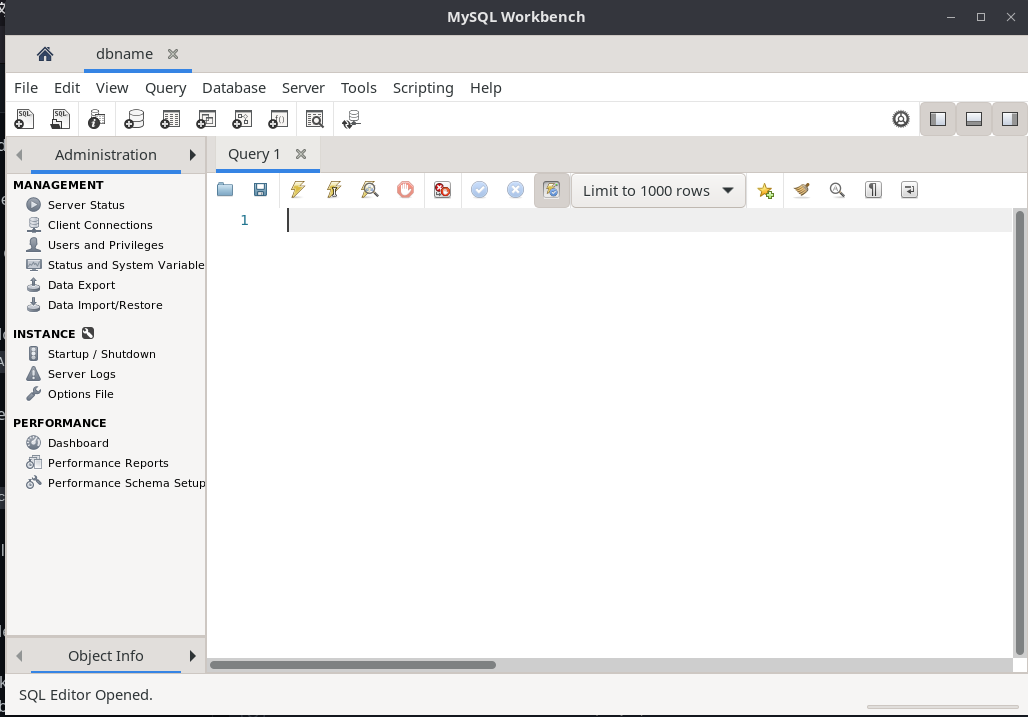 MySQL Workbench
dbname
File Edit View Query Database Server Tools Scripting Help
Administration
Query 1
MANAGEMENT
Server Status
Client Connections
Users and Privileges
Status and System Variable
Data Export
Data Import/Restore
INSTANCE
Startup / Shutdown
Server Logs
Options File
PERFORMANCE
Dashboard
Performance Reports
Performance Schema Setup
Limit to 1000 rows
1
Object Info
SQL Editor Opened.